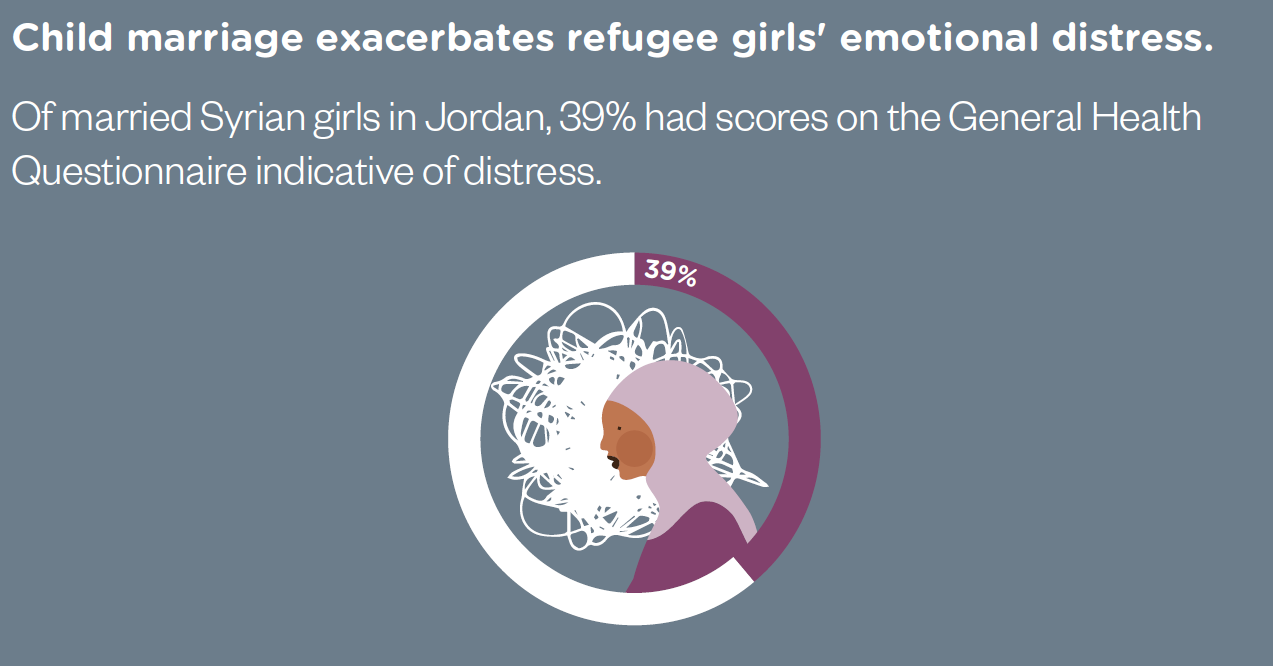 Child marriage exacerbates refugee girls' emotional distress.
Of married Syrian girls in Jordan, 39% had scores on the General Health
Questionnaire indicative of distress.
39%